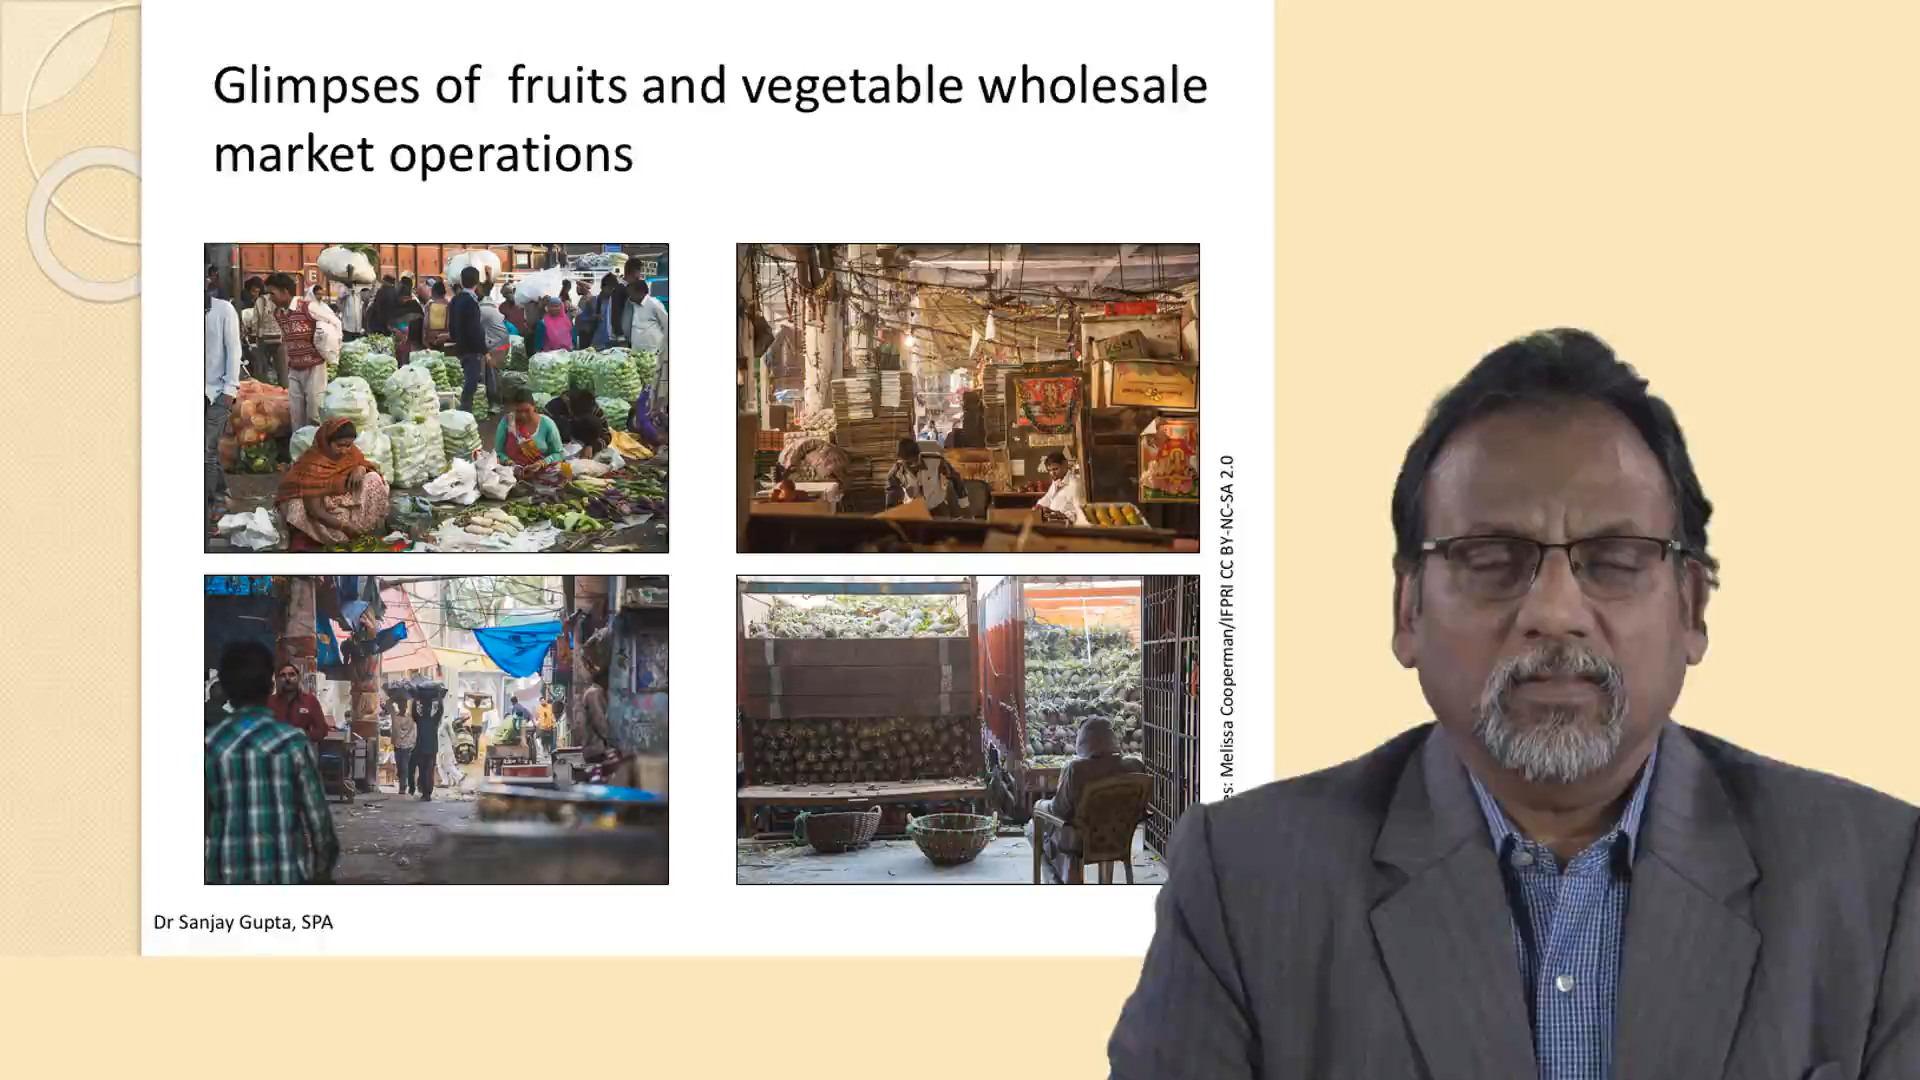 Glimpses of fruits and vegetable wholesale
market operations
es: Melissa Cooperman/IFPRI CC BY-NC-SA 2.0
Dr Sanjay Gupta, SPA